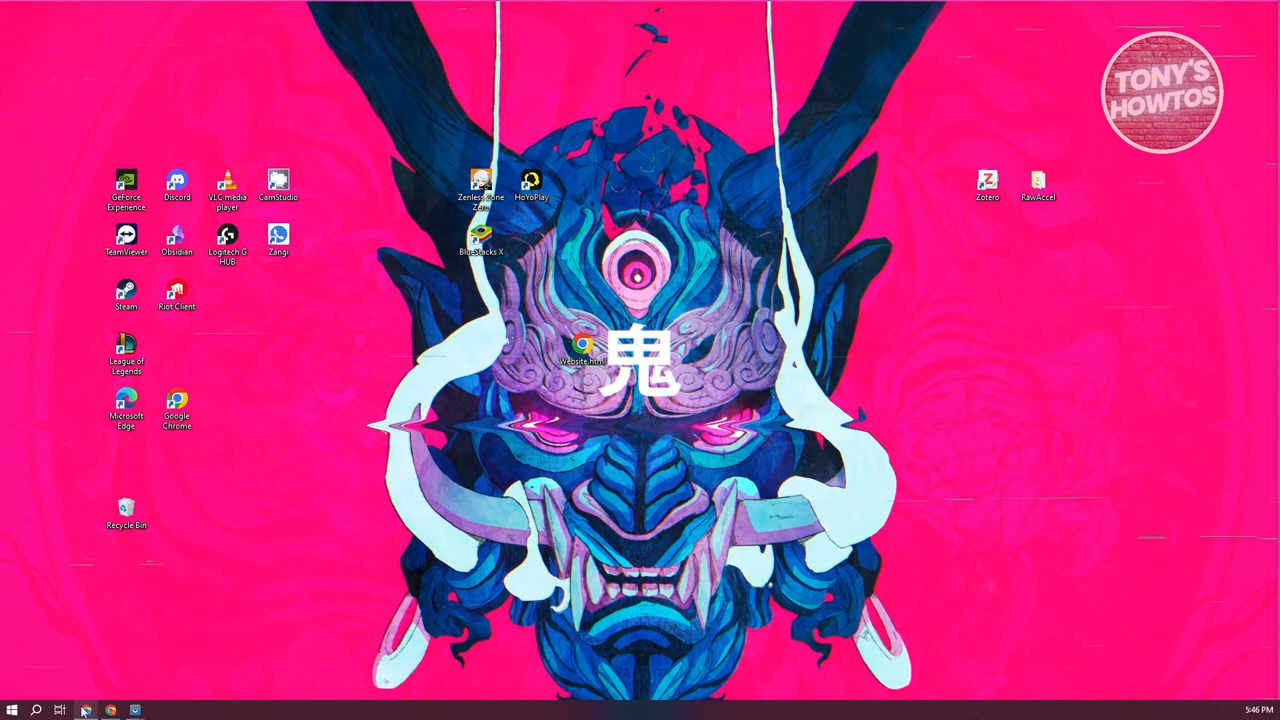 TONY'S
HOWTOS
GeForce
Experience
Discord
VLC media
player
CamStudio
Zenless Zone
Zero
HoYoPlay
Zotero
RawAccel
TeamViewer
Obsidian
Logitech G
HUB
Zangi
BlueStacks X
Steam
Riot Client
League of
Legends
Website.html
鬼
Microsoft
Edge
Google
Chrome
Recycle Bin
5:46 PM